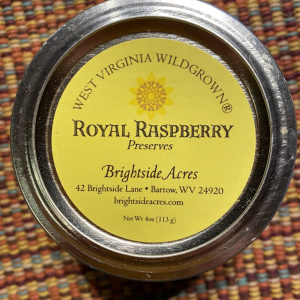 WEST VIRGINIA WILDGROWN®
ROYAL RASPBERRY
Preserves
Brightside Acres
42 Brightside Lane • Bartow, WV 24920
brightsideacres.com
Net Wt 4oz (113 g)